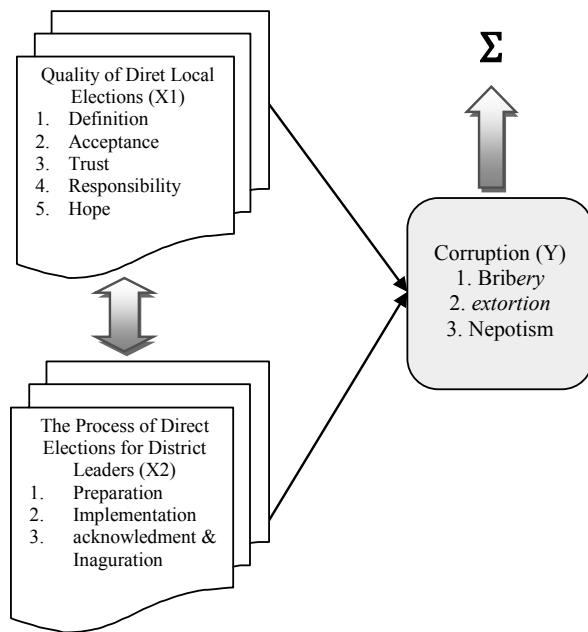 Quality of Diret Local
Elections (X1)
1. Definition
2. Acceptance
3. Trust
4. Responsibility
5. Hope
Σ
Corruption (Y)
1. Bribery
2. extortion
3. Nepotism
The Process of Direct
Elections for District
Leaders (X2)
1. Preparation
2. Implementation
3. acknowledment &
Inaguration